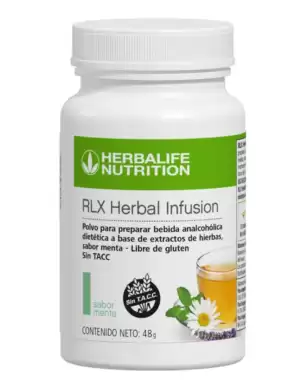 HERBALIFE
NUTRITION
RLX Herbal Infusion
Polvo para preparar bebida analcohólica
dietética a base de extractos de hierbas,
sabor menta - Libre de gluten
Sin TACC
Sin T.A.C.C.
sabor
menta
CONTENIDO NETO: 48g